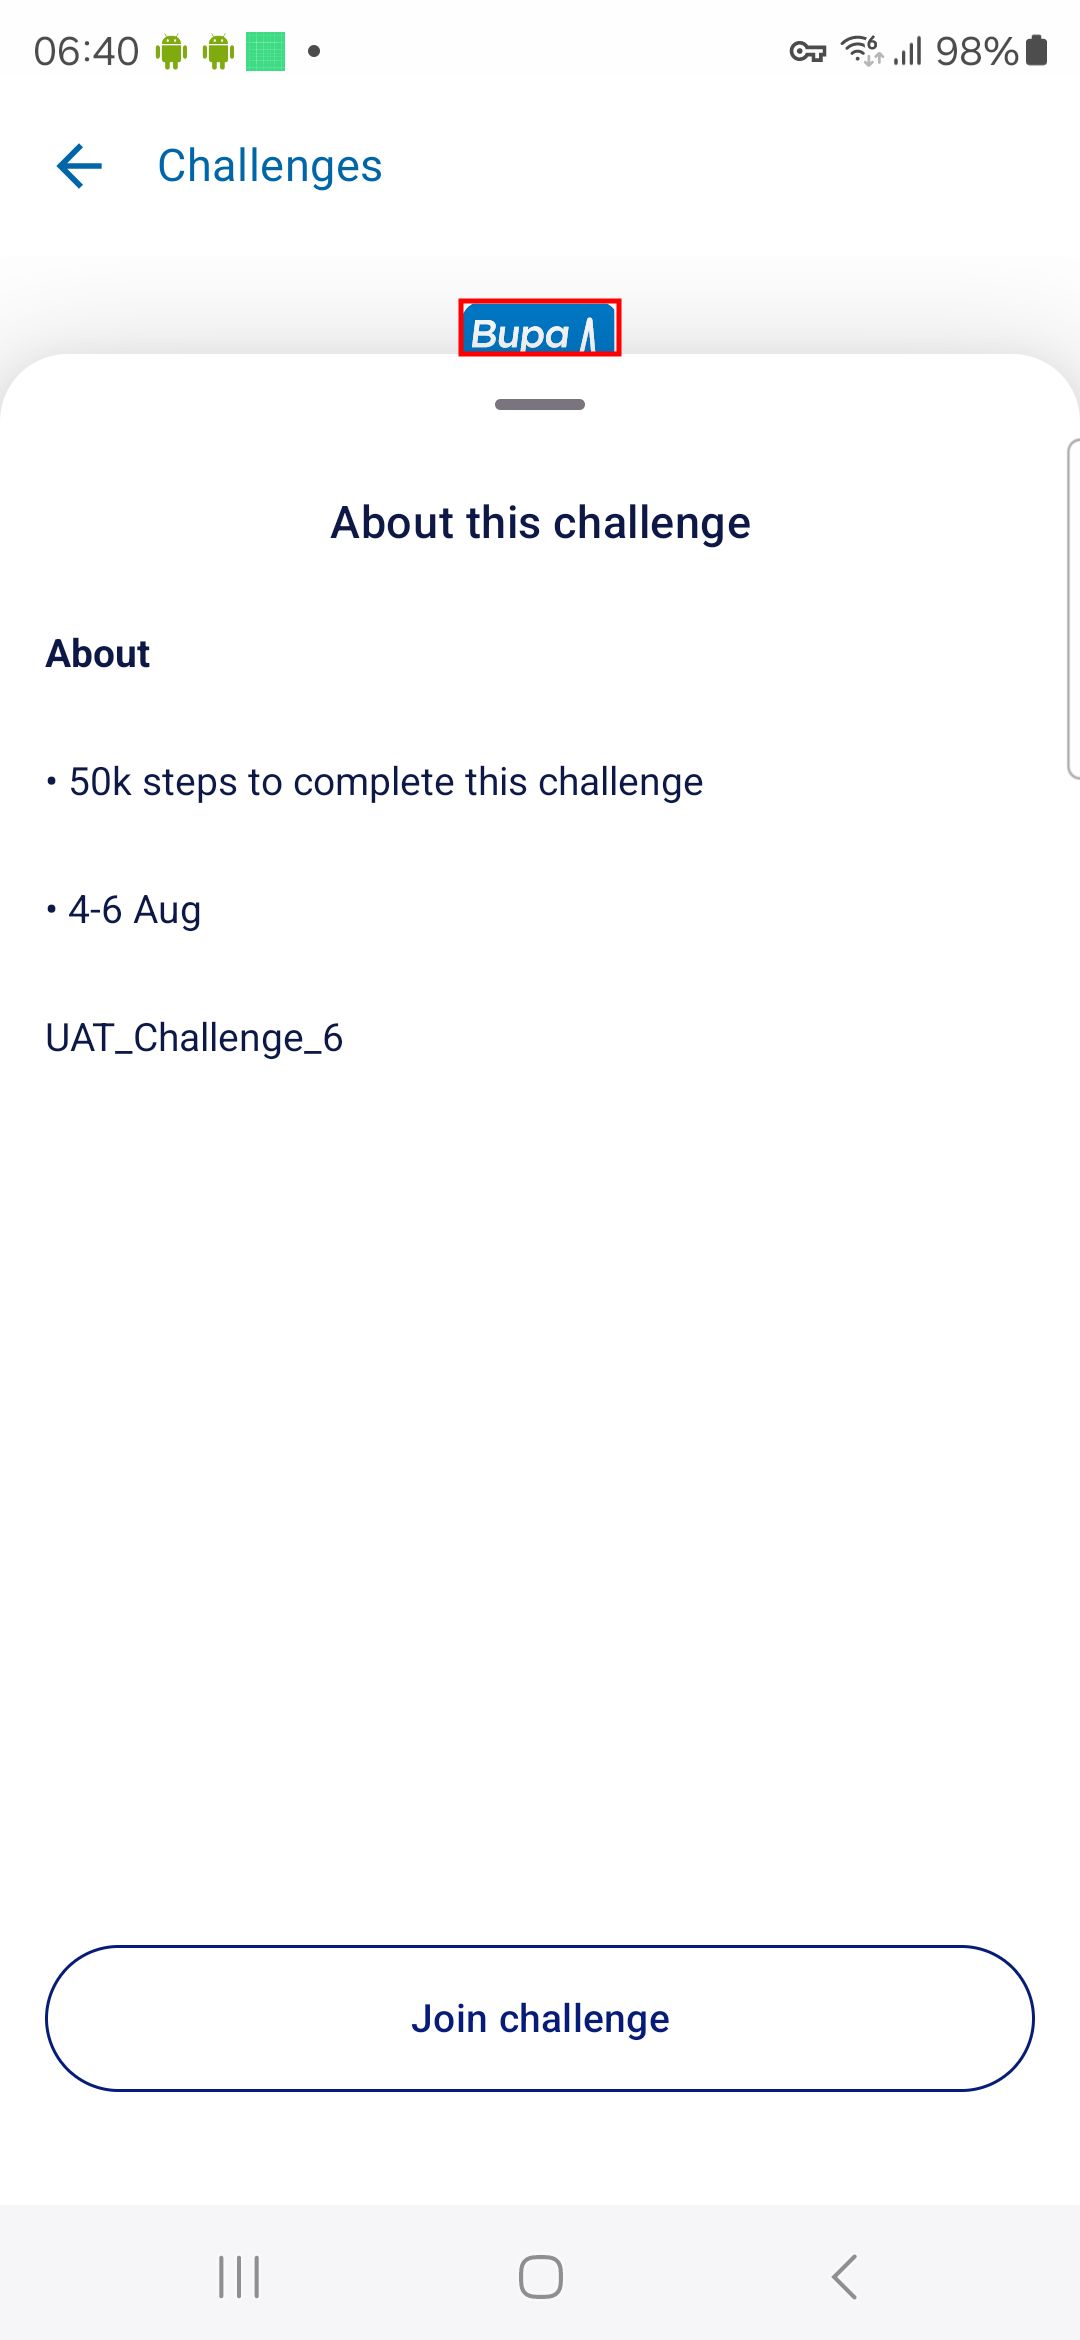 06:40
98%
Challenges
Bupa
About this challenge
About
• 50k steps to complete this challenge
• 4-6 Aug
UAT_Challenge_6
Join challenge